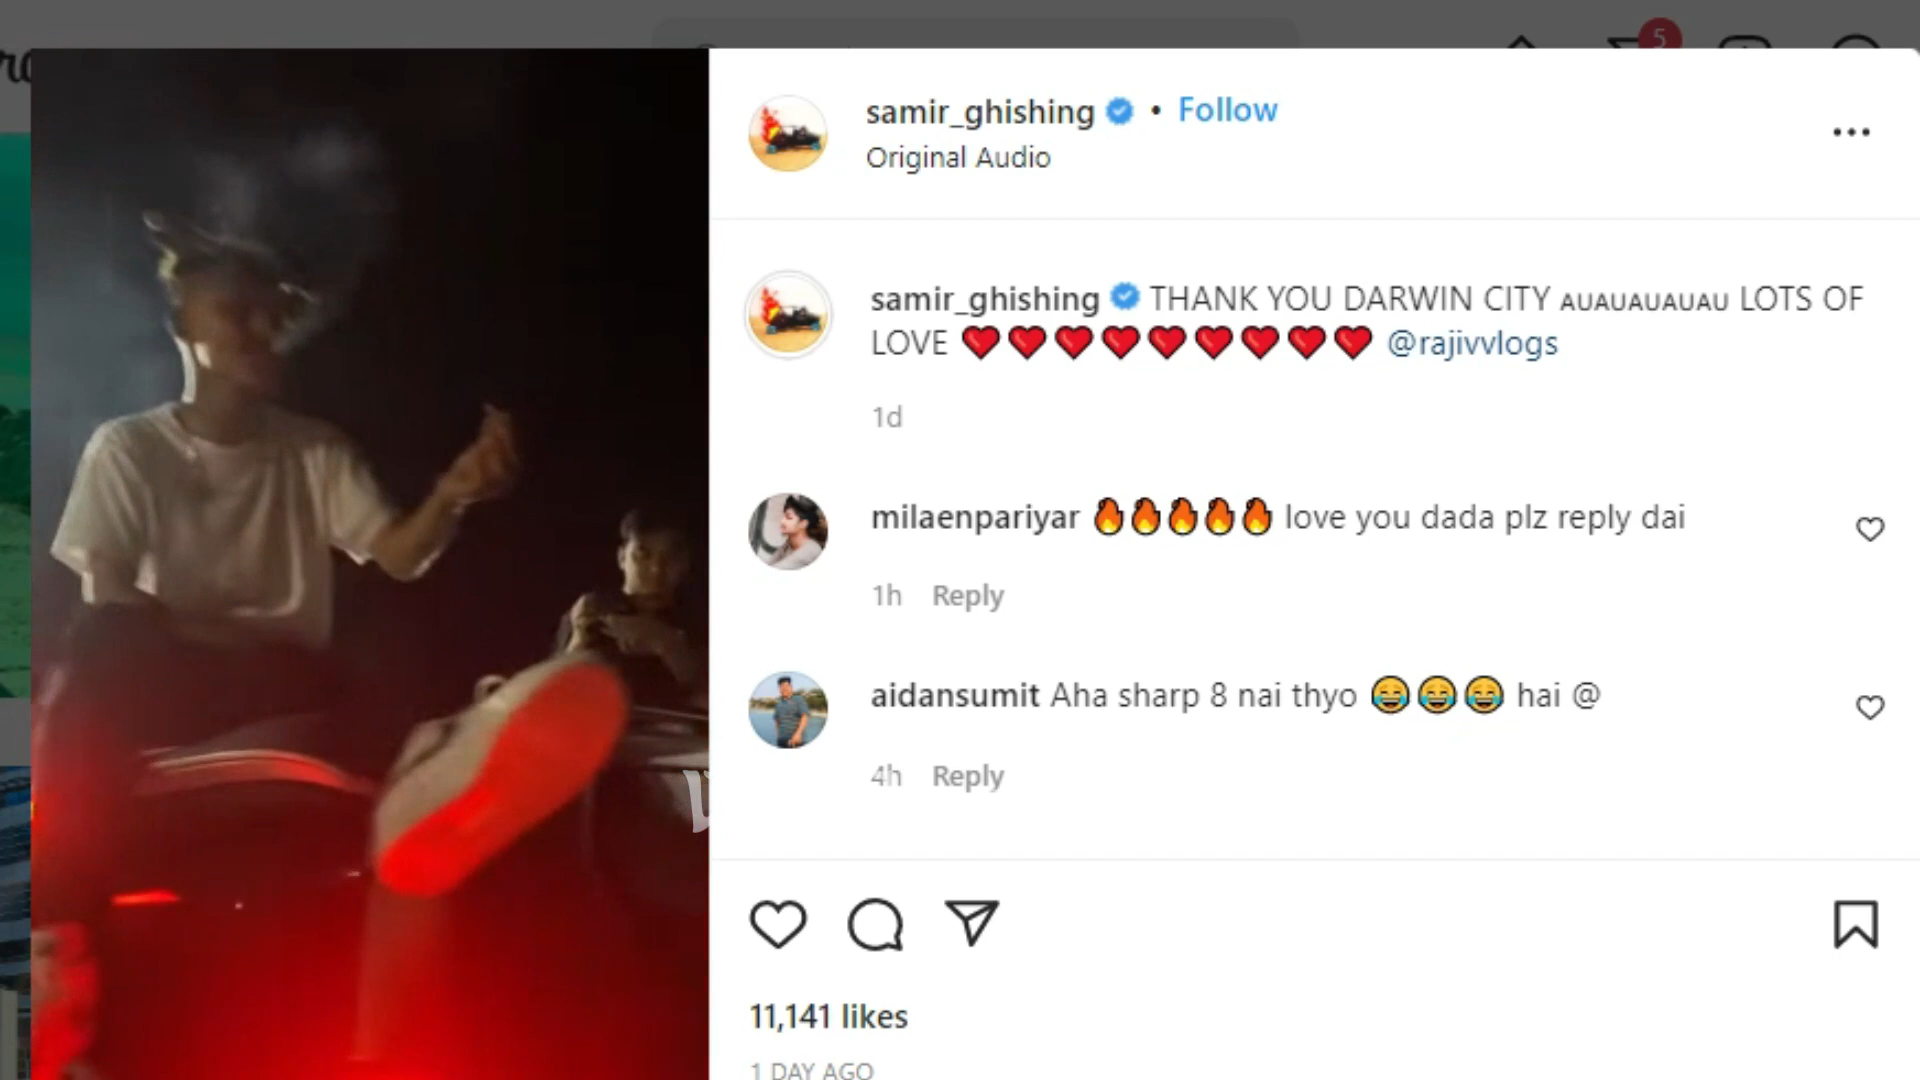 5
samir_ghishing • Follow
Original Audio
samir_ghishing THANK YOU DARWIN CITY ᴀᴜᴀᴜᴀᴜᴀᴜᴀᴜ LOTS OF
LOVE ❤️❤️❤️❤️❤️❤️❤️❤️❤️ @rajivvlogs
1d
milaenpariyar 🔥🔥🔥🔥🔥 love you dada plz reply dai
1h Reply
aidansumit Aha sharp 8 nai thyo 😂😂😂 hai @
4h Reply
11,141 likes
1 DAY AGO